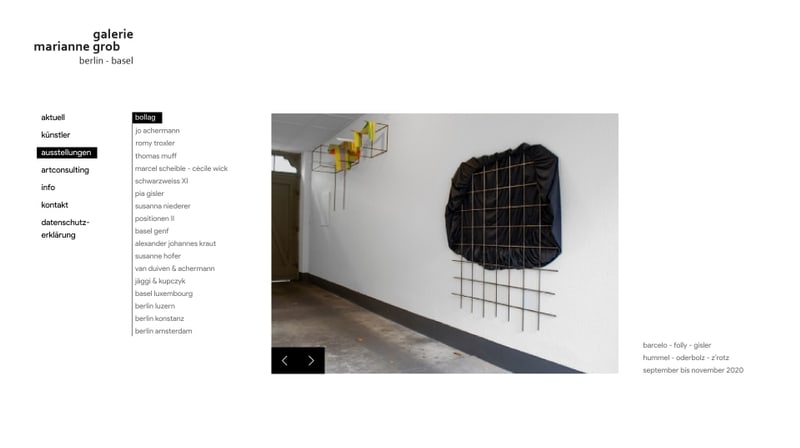 galerie
marianne grob
berlin - basel
aktuell
künstler
ausstellungen
artconsulting
info
kontakt
datenschutz-
erklärung
bollag
jo achermann
romy troxler
thomas muff
marcel scheible - cécile wick
schwarzweiss XI
pia gisler
susanna niederer
positionen II
basel genf
alexander johannes kraut
susanne hofer
van duiven & achermann
jäggi & kupczyk
basel luxembourg
berlin luzern
berlin konstanz
berlin amsterdam
barcelo - folly - gisler
hummel - oderbolz - z'rotz
september bis november 2020